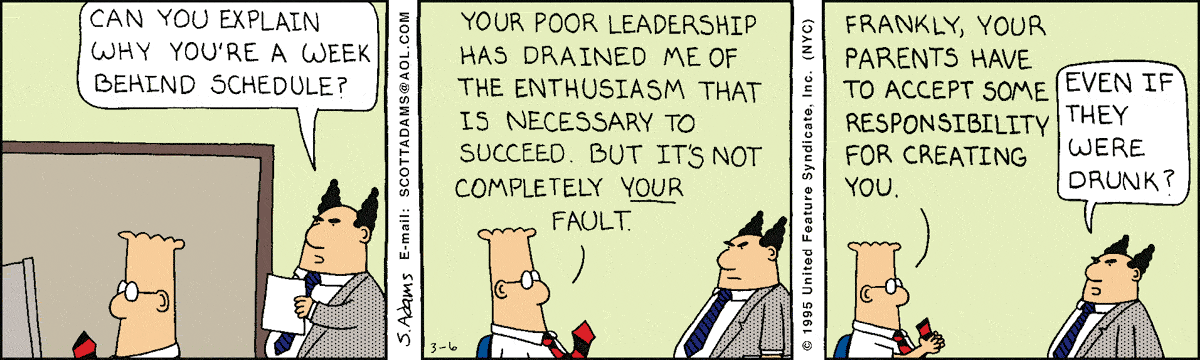 CAN YOU EXPLAIN
WHY YOU'RE A WEEK
BEHIND SCHEDULE?
S.Adams E-mail: SCOTTADAMS@AOL.COM
YOUR POOR LEADERSHIP
HAS DRAINED ME OF
THE ENTHUSIASM THAT
IS NECESSARY TO
SUCCEED. BUT IT'S NOT
COMPLETELY YOUR
FAULT.
3-6
© 1995 United Feature Syndicate, Inc. (NYC)
FRANKLY, YOUR
PARENTS HAVE
TO ACCEPT SOME
RESPONSIBILITY
FOR CREATING
YOU.
EVEN IF
THEY
WERE
DRUNK?